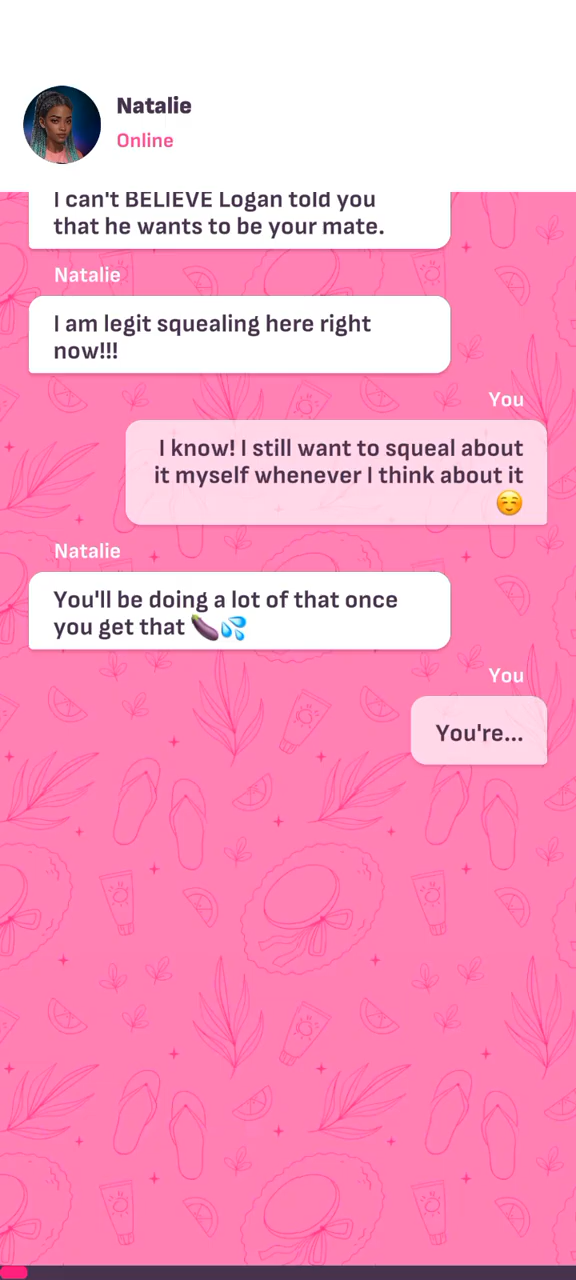 Natalie
Online
I can't BELIEVE Logan told you
that he wants to be your mate.
Natalie
I am legit squealing here right
now!!!
You
I know! I still want to squeal about
it myself whenever I think about it
☺️
Natalie
You'll be doing a lot of that once
you get that 🍆💦
You
You're...